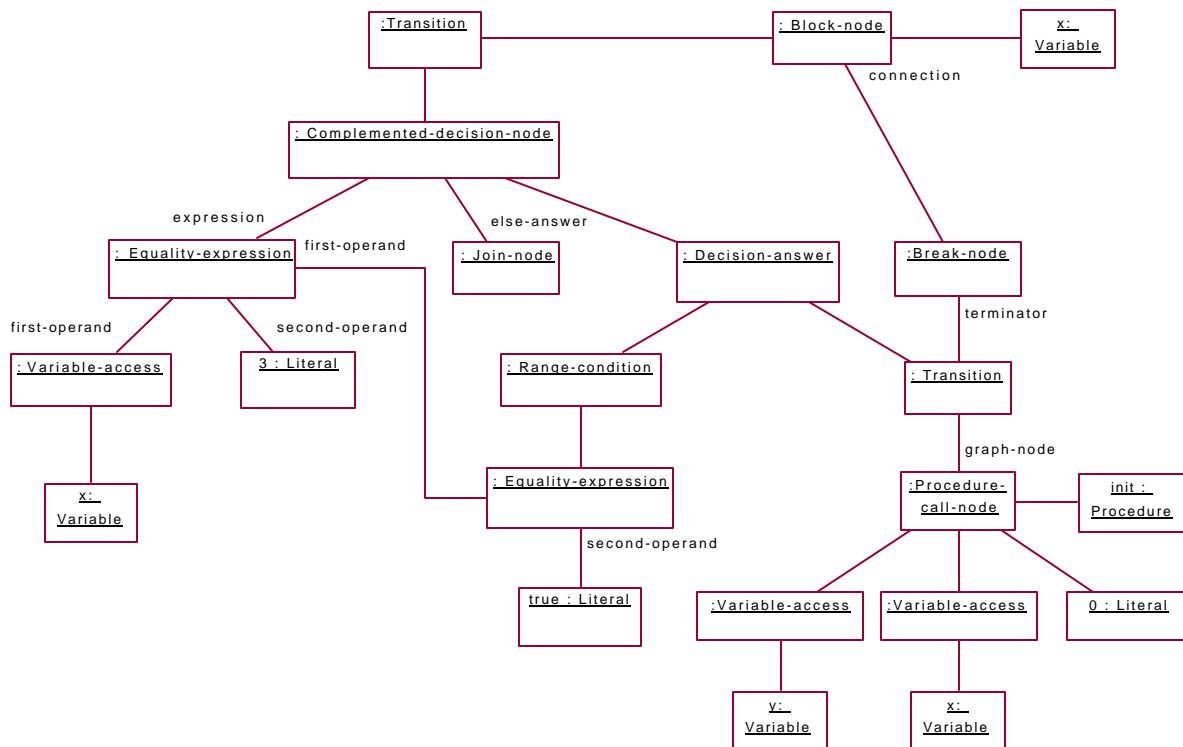 :Transition
: Block-node
x:
Variable
connection
: Complemented-decision-node
expression
else-answer
first-operand
: Equality-expression
: Join-node
: Decision-answer
:Break-node
first-operand
second-operand
terminator
: Variable-access
3 : Literal
: Range-condition
: Transition
graph-node
x:
Variable
: Equality-expression
:Procedure-
call-node
init :
Procedure
second-operand
true : Literal
:Variable-access
:Variable-access
0 : Literal
y:
Variable
x:
Variable